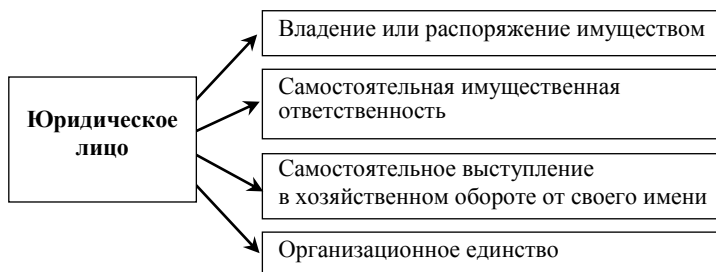 Юридическое
лицо
Владение или распоряжение имуществом
Самостоятельная имущественная
ответственность
Самостоятельное выступление
в хозяйственном обороте от своего имени
Организационное единство